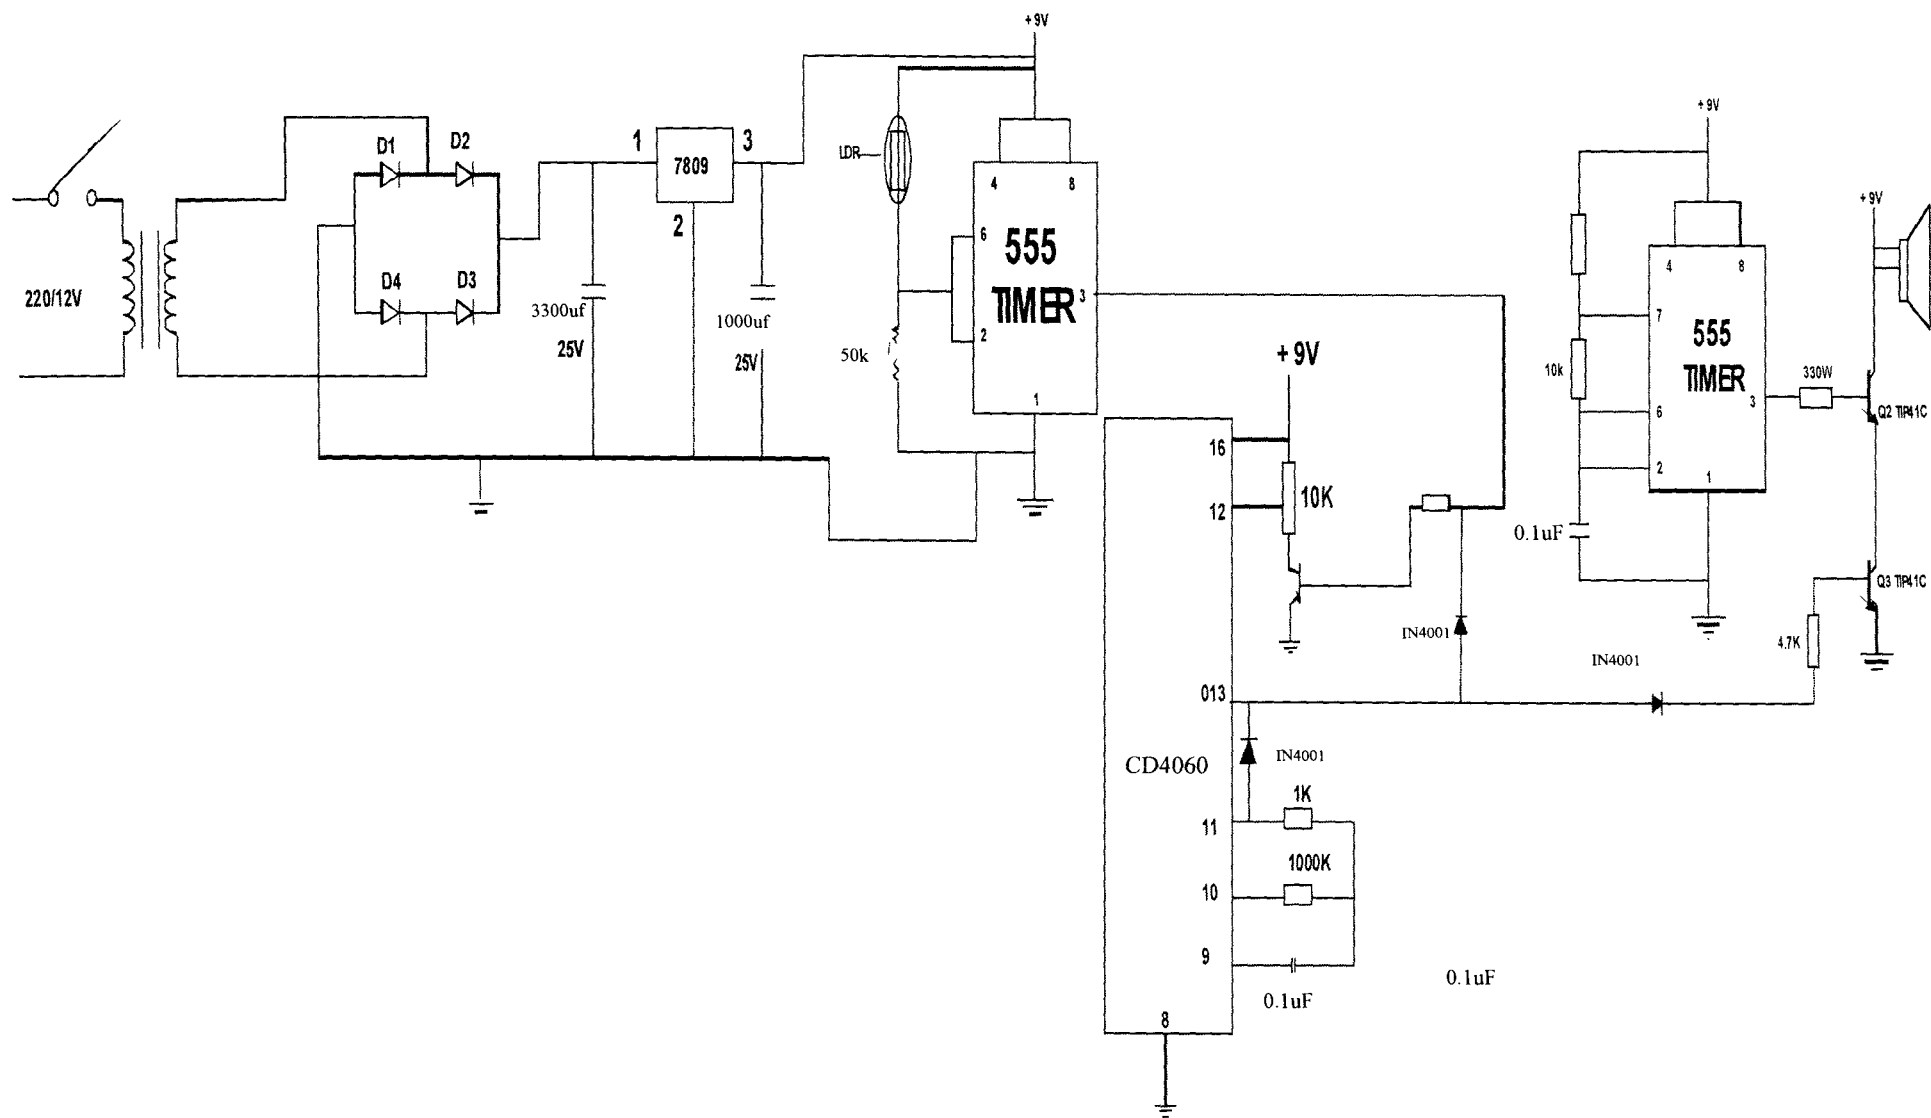 220/12V
D1
D2
D4
D3
3300uf
25V
1
7809
3
2
1000uf
25V
+ 9V
LDR
50k
4
8
6
555
TIMER
3
2
1
+ 9V
16
10K
12
IN4001
013
CD4060
IN4001
1K
11
1000K
10
9
0.1uF
0.1uF
8
+ 9V
4
8
7
555
10k
TIMER
6
3
2
1
0.1uF
330W
+ 9V
Q2 TIP41C
Q3 TIP41C
4.7K
IN4001